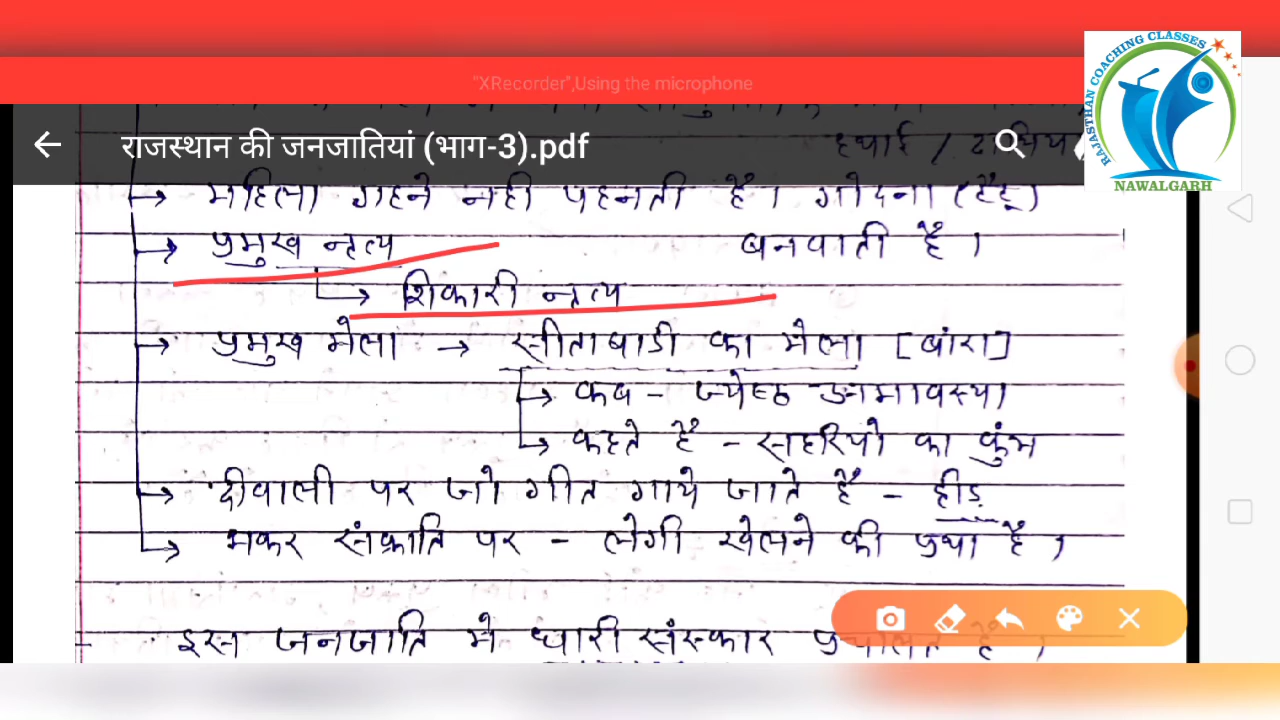 "XRecorder",Using the microphone
RAJASTHAN COACHING CLASSES
NAWALGARH
राजस्थान की जनजातियां (भाग-3).pdf
हथाई /
→ महिला गहने नही पहनती है। गोदना (टैटू)
→ प्रमुख नृत्य बनवाती है।
→ शिकारी नृत्य
→ प्रमुख मेला → सीताबाडी का मेला [बांरा]
→ कब - ज्येष्ठ अमावस्या
→ कहते है - सहरियो का कुंभ
→ दीवाली पर जो गीत गाये जाते है - हीड़
→ मकर संक्राति पर - लेंगी खेलने की प्रथा है।
इस जनजाति मे धारी संस्कार प्रचलित है।